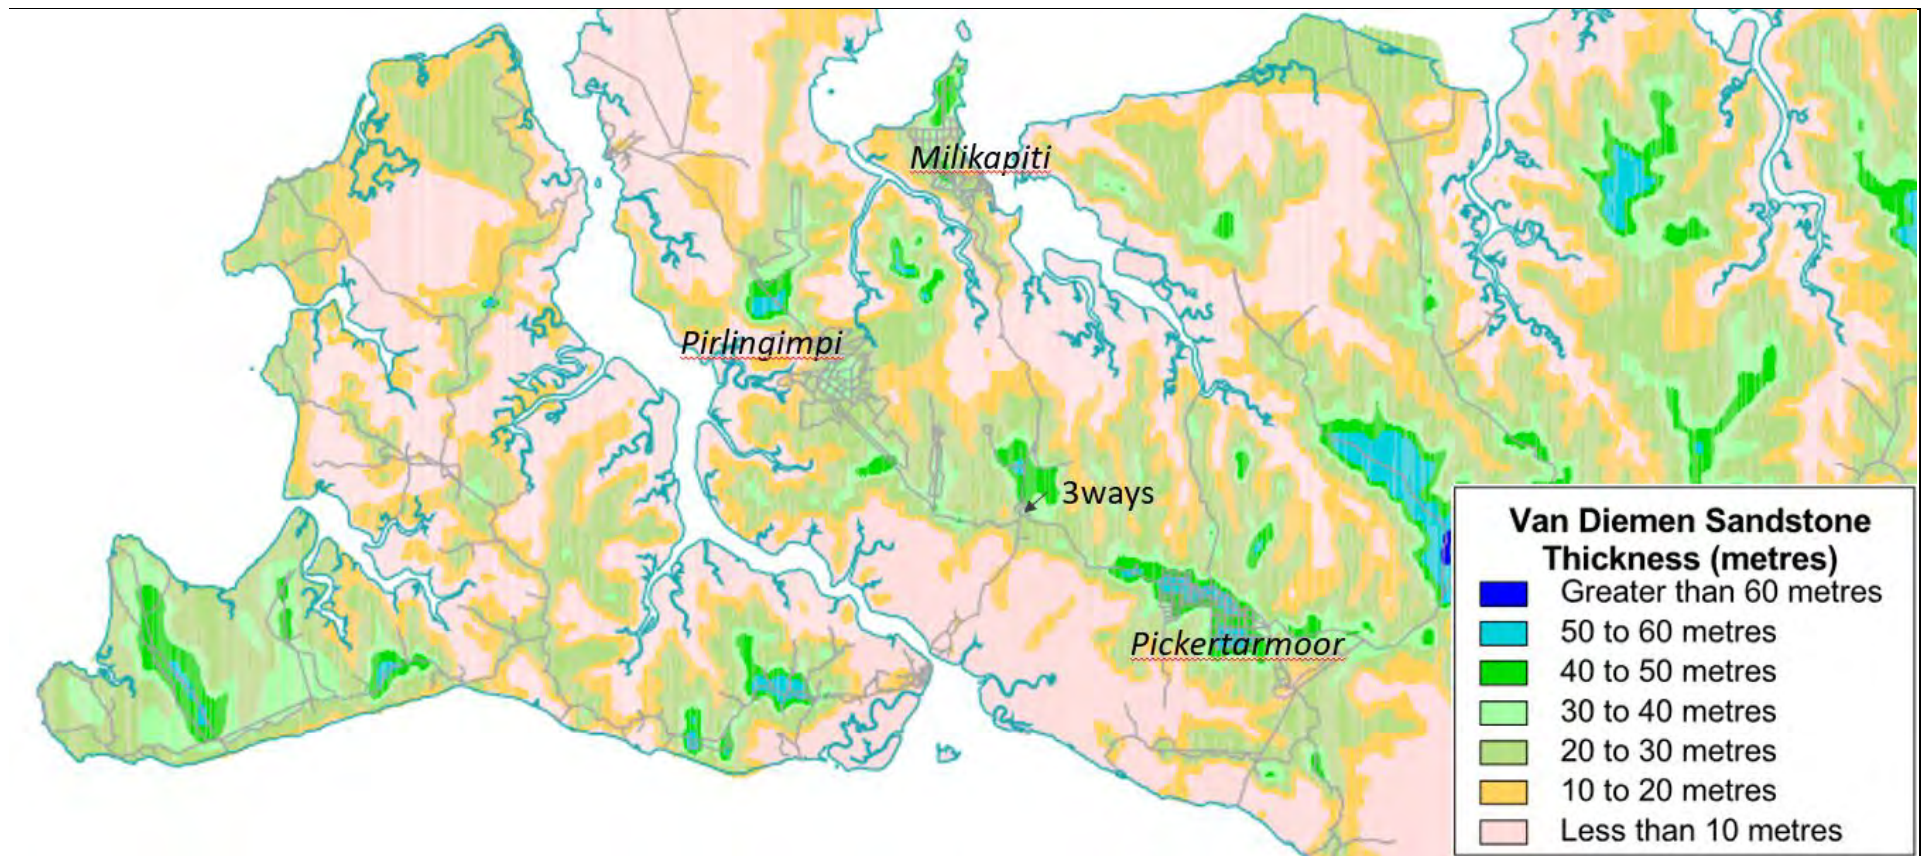 Milikapiti
Pirlingimpi
3ways
Pickertarmoor
Van Diemen Sandstone
Thickness (metres)
Greater than 60 metres
50 to 60 metres
40 to 50 metres
30 to 40 metres
20 to 30 metres
10 to 20 metres
Less than 10 metres